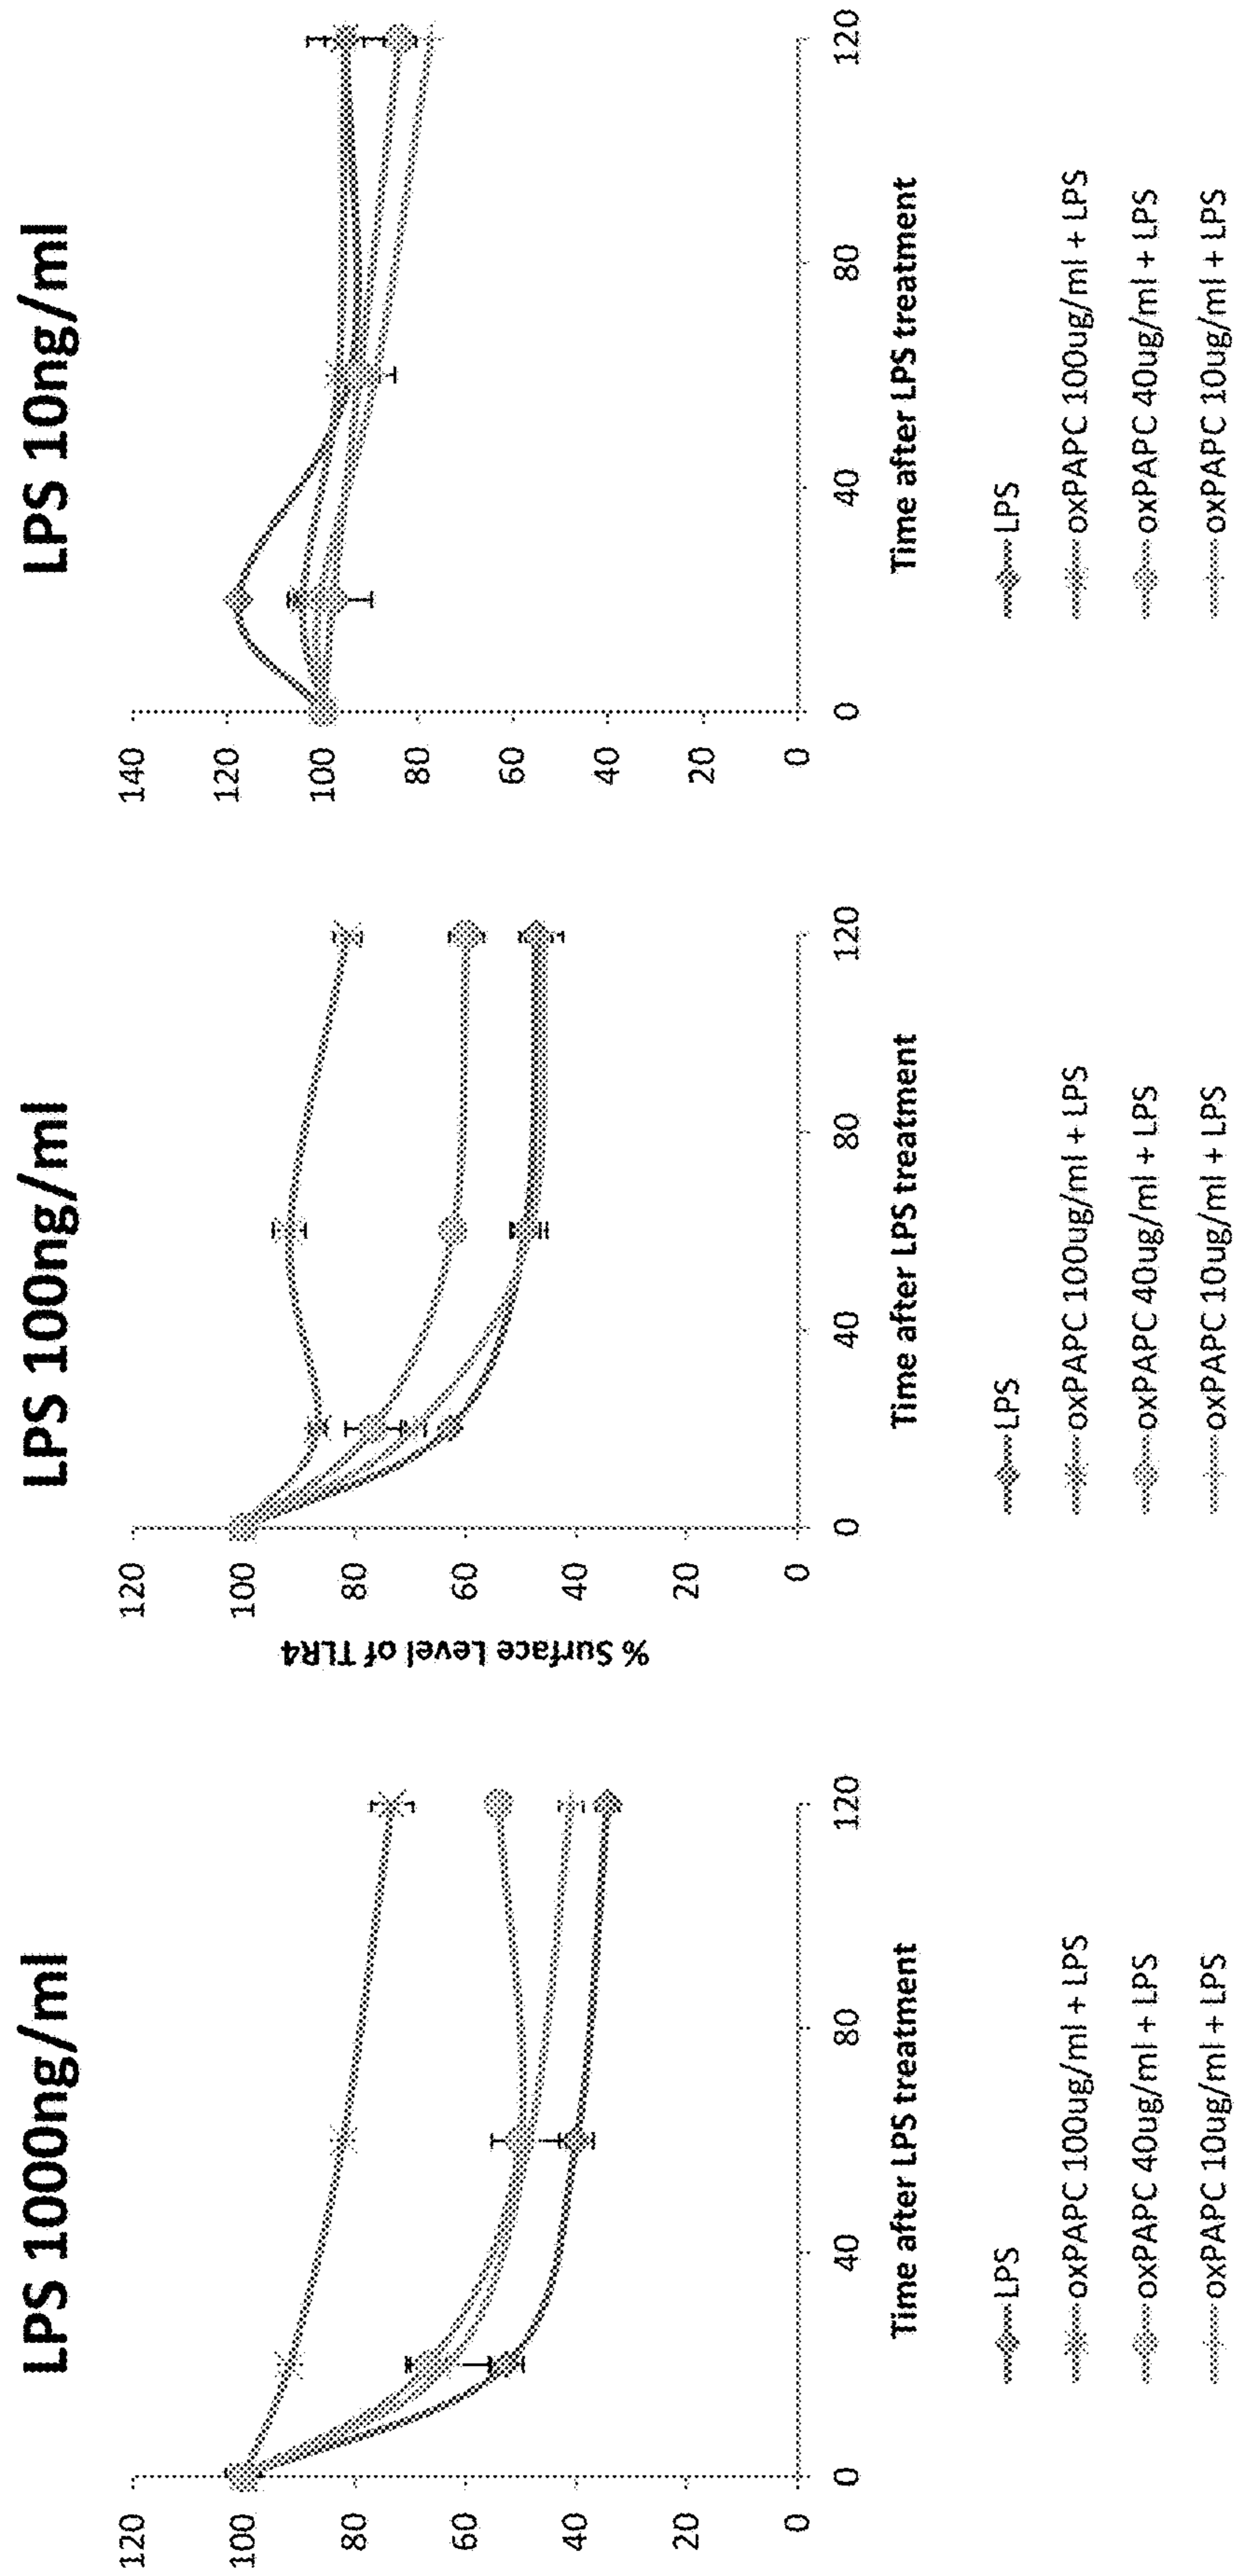 LPS 1000ng/ml
120
100
80
60
40
20
0
0 40 80 120
Time after LPS treatment
LPS
oxPAPC 100ug/ml + LPS
oxPAPC 40ug/ml + LPS
oxPAPC 10ug/ml + LPS
LPS 100ng/ml
% Surface Level of TLR4
120
100
80
60
40
20
0
0 40 80 120
Time after LPS treatment
LPS
oxPAPC 100ug/ml + LPS
oxPAPC 40ug/ml + LPS
oxPAPC 10ug/ml + LPS
LPS 10ng/ml
140
120
100
80
60
40
20
0
0 40 80 120
Time after LPS treatment
LPS
oxPAPC 100ug/ml + LPS
oxPAPC 40ug/ml + LPS
oxPAPC 10ug/ml + LPS